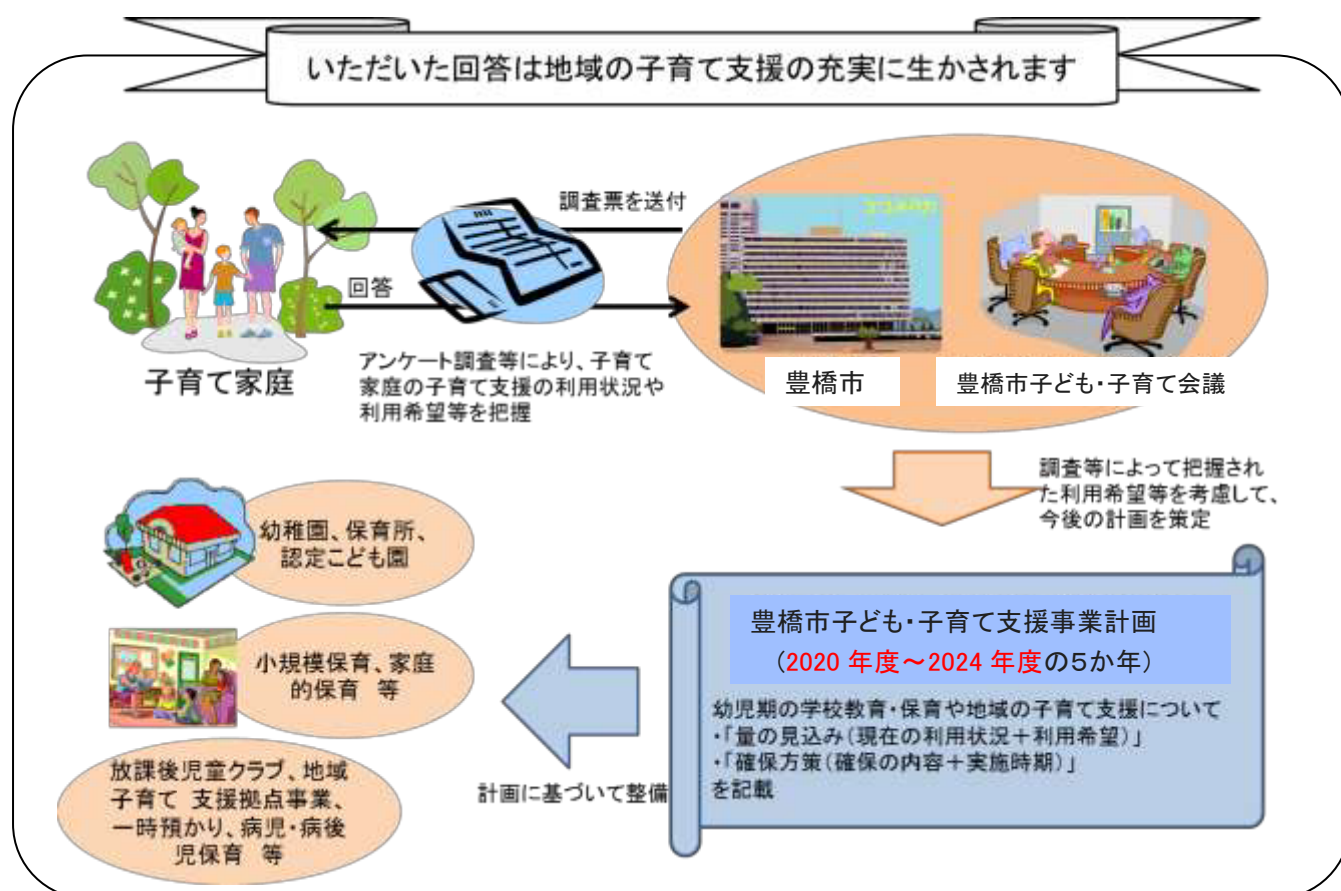 いただいた回答は地域の子育て支援の充実に生かされます
調査票を送付
回答
子育て家庭
アンケート調査等により、子育て
家庭の子育て支援の利用状況や
利用希望等を把握
豊橋市
豊橋市子ども・子育て会議
調査等によって把握され
た利用希望等を考慮して、
今後の計画を策定
幼稚園、保育所、
認定こども園
小規模保育、家庭
的保育　等
放課後児童クラブ、地域
子育て 支援拠点事業、
一時預かり、病児・病後
児保育　等
計画に基づいて整備
豊橋市子ども・子育て支援事業計画
（2020 年度～2024 年度の５か年）
幼児期の学校教育・保育や地域の子育て支援について
・「量の見込み（現在の利用状況＋利用希望）」
・「確保方策（確保の内容＋実施時期）」
を記載